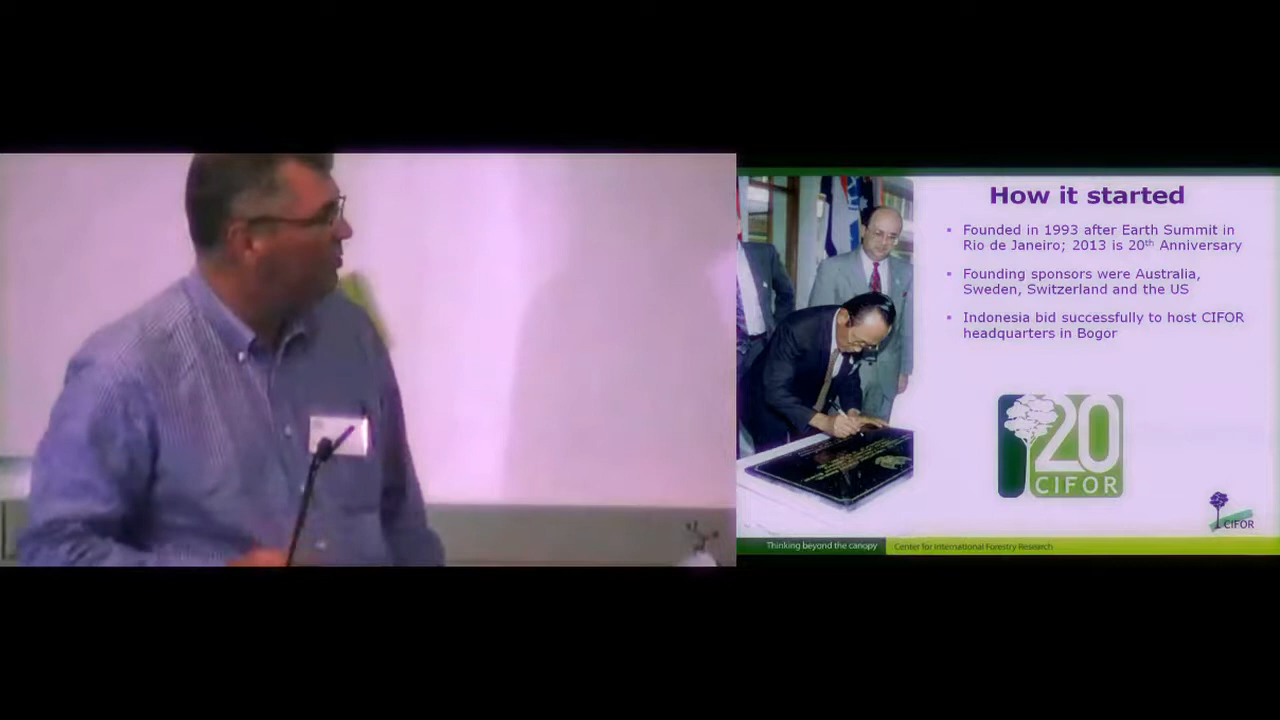 How it started
Founded in 1993 after Earth Summit in
Rio de Janeiro; 2013 is 20th Anniversary
Founding sponsors were Australia,
Sweden, Switzerland and the US
Indonesia bid successfully to host CIFOR
headquarters in Bogor
20
CIFOR
CIFOR
Thinking beyond the canopy
Center for International Forestry Research